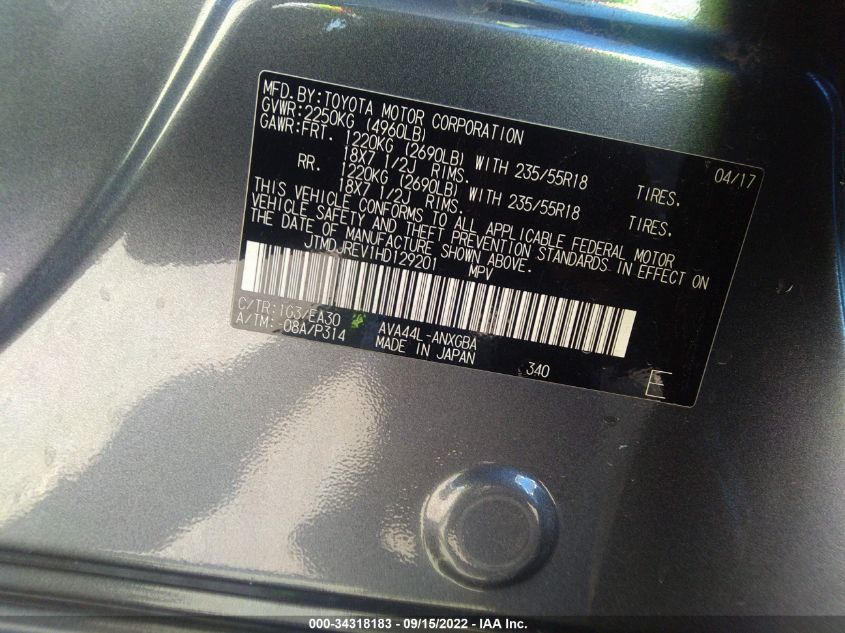 MFD.BY:TOYOTA MOTOR CORPORATION 04/17
GVWR:2250KG (4960LB)
GAWR:FRT. 1220KG (2690LB) WITH 235/55R18 TIRES.
18X7 1/2J RIMS.
RR. 1220KG (2690LB) WITH 235/55R18 TIRES.
18X7 1/2J RIMS.
THIS VEHICLE CONFORMS TO ALL APPLICABLE FEDERAL MOTOR
VEHICLE SAFETY AND THEFT PREVENTION STANDARDS IN EFFECT ON
THE DATE OF MANUFACTURE SHOWN ABOVE.
JTMDJREV1HD129201 MPV
C/TR:1G3/EA30
A/TM: -08A/P314 AVA44L-ANXGBA
MADE IN JAPAN 340 E
000-34318183 - 09/15/2022 - IAA Inc.